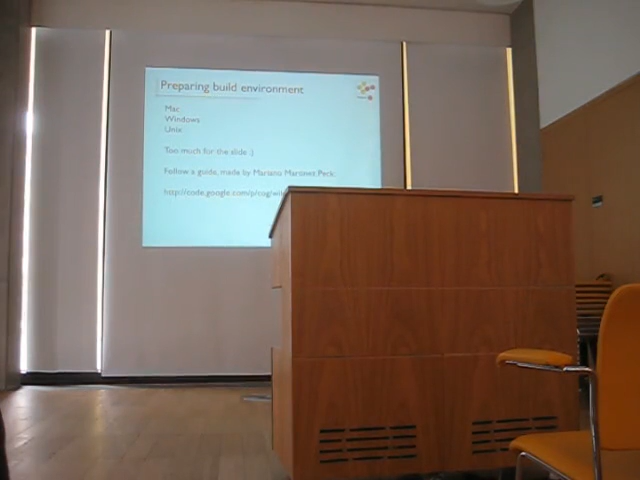 Preparing build environment
Mac
Windows
Unix
Too much for the slide :)
Follow a guide, made by Mariano Martinez Peck:
http://code.google.com/p/cog/wiki